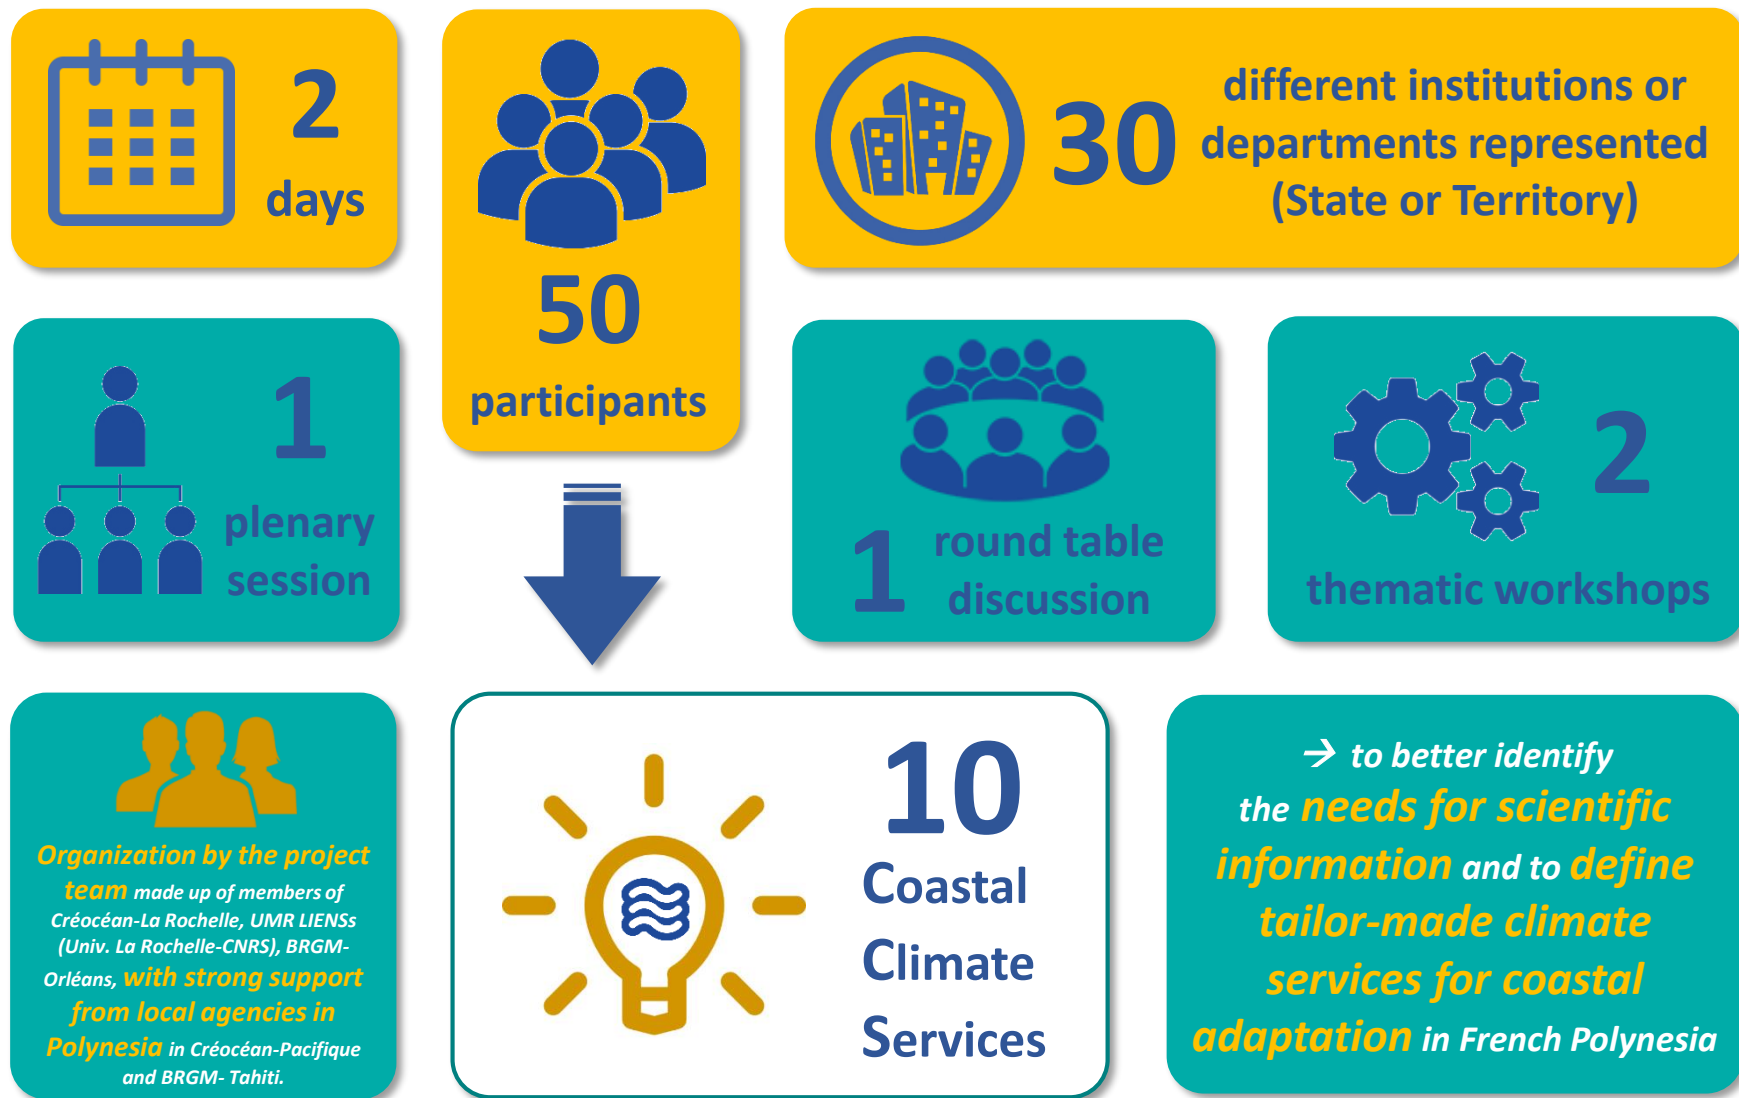 2
days
50
participants
30
different institutions or
departments represented
(State or Territory)
1
plenary
session
1
round table
discussion
2
thematic workshops
Organization by the project
team made up of members of
Créocéan-La Rochelle, UMR LIENSs
(Univ. La Rochelle-CNRS), BRGM-
Orléans, with strong support
from local agencies in
Polynesia in Créocéan-Pacifique
and BRGM- Tahiti.
10
Coastal
Climate
Services
→ to better identify
the needs for scientific
information and to define
tailor-made climate
services for coastal
adaptation in French Polynesia